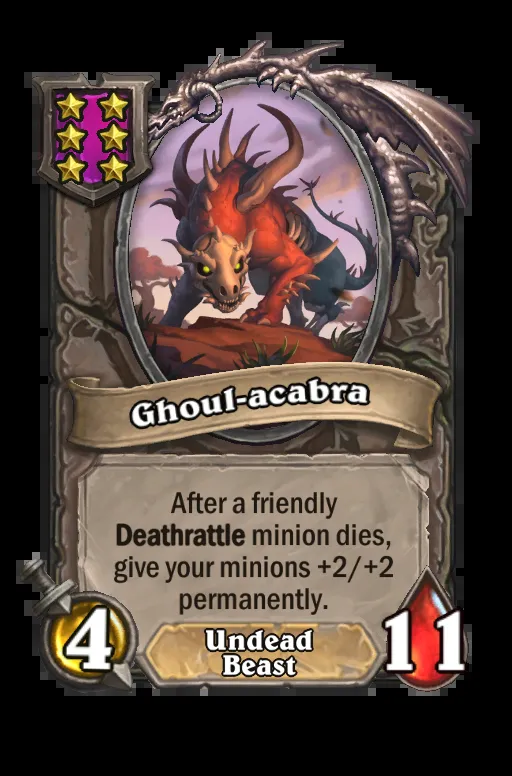 Ghoul-acabra
After a friendly
Deathrattle minion dies,
give your minions +2/+2
permanently.
4
Undead
Beast
11